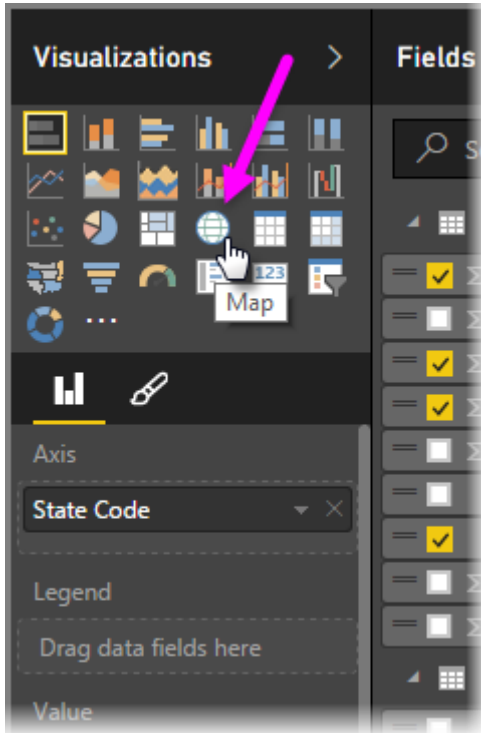 Visualizations
Fields
123
Map
Axis
State Code
Legend
Drag data fields here
Value